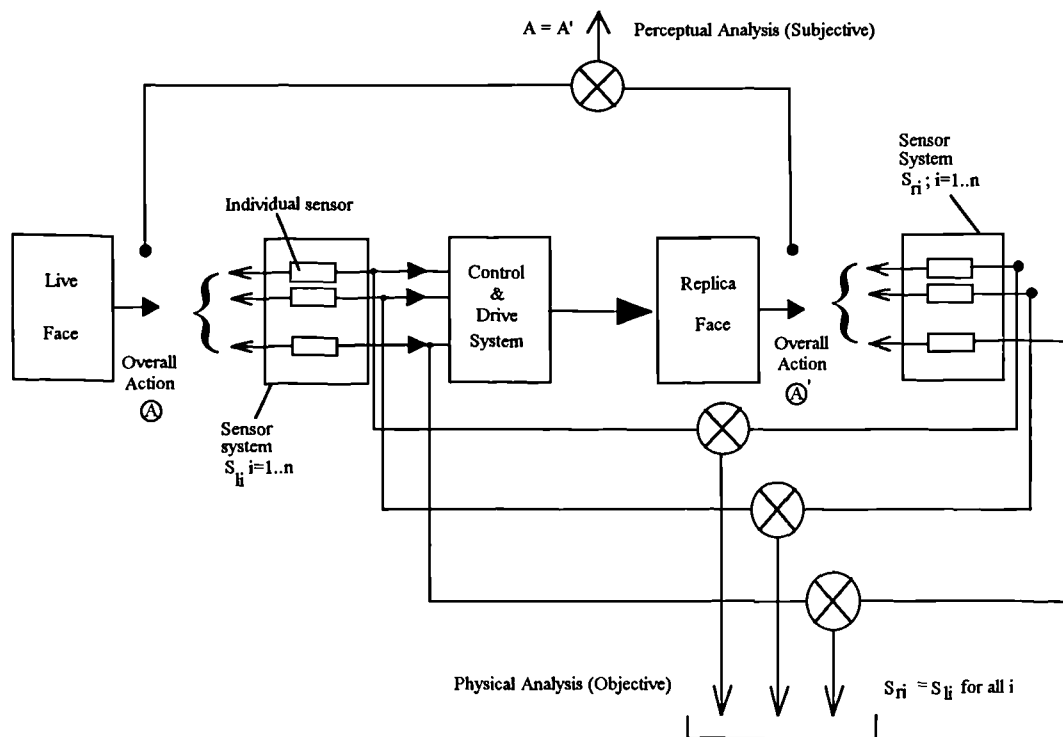 A = A'
Perceptual Analysis (Subjective)
Sensor
System
S_ri ; i=1..n
Individual sensor
Live
Face
Control
&
Drive
System
Replica
Face
Overall
Action
Ⓐ
Overall
Action
Ⓐ'
Sensor
system
S_li i=1..n
Physical Analysis (Objective)
S_ri = S_li for all i